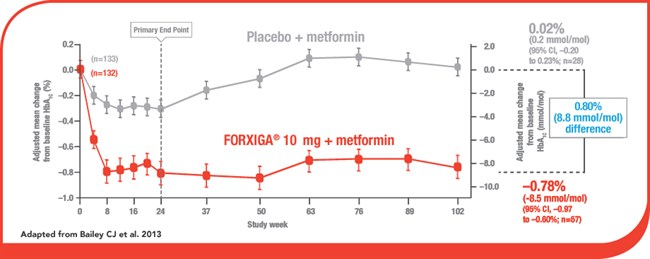 Primary End Point
Placebo + metformin
0.02%
(0.2 mmol/mol)
(95% CI, –0.20
to 0.23%; n=28)
(n=133)
(n=132)
0.2
0.0
–0.2
–0.4
–0.6
–0.8
–1.0
Adjusted mean change
from baseline HbA1C (%)
2.0
0.0
–2.0
–4.0
–6.0
–8.0
–10.0
Adjusted mean change
from baseline
HbA1C (mmol/mol)
0.80%
(8.8 mmol/mol)
difference
FORXIGA® 10 mg + metformin
–0.78%
(-8.5 mmol/mol)
(95% CI, –0.97
to –0.60%; n=57)
0 8 16 24 37 50 63 76 89 102
Study week
Adapted from Bailey CJ et al. 2013